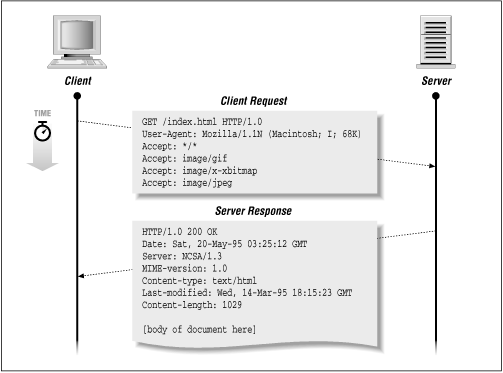 Client
Server
TIME
Client Request
GET /index.html HTTP/1.0
User-Agent: Mozilla/1.1N (Macintosh; I; 68K)
Accept: */*
Accept: image/gif
Accept: image/x-xbitmap
Accept: image/jpeg
Server Response
HTTP/1.0 200 OK
Date: Sat, 20-May-95 03:25:12 GMT
Server: NCSA/1.3
MIME-version: 1.0
Content-type: text/html
Last-modified: Wed, 14-Mar-95 18:15:23 GMT
Content-length: 1029
[body of document here]